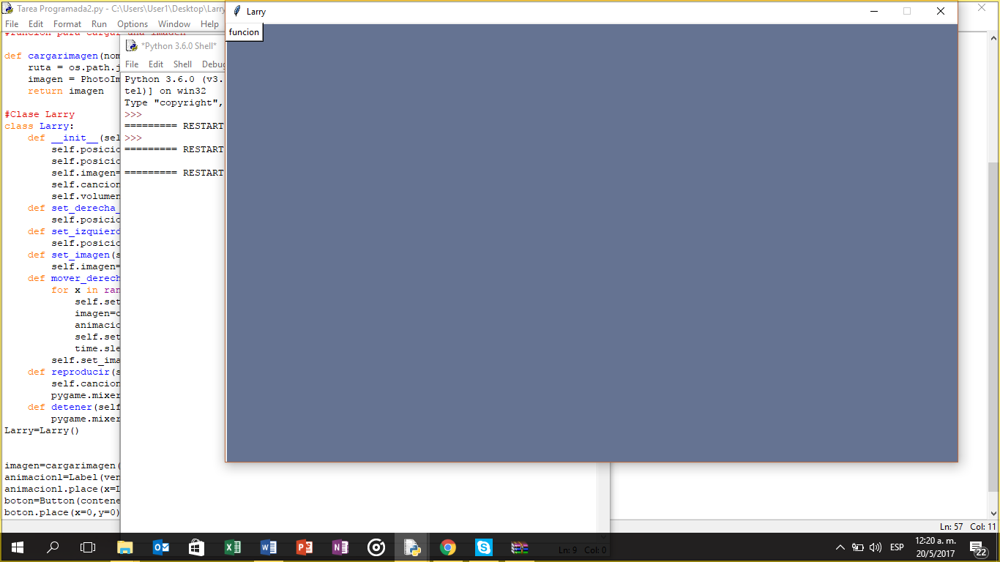 Tarea Programada2.py - C:\Users\User1\Desktop\Larry
File Edit Format Run Options Window Help
#funcion para cargar una imagen
def cargarimagen(nom
ruta = os.path.j
imagen = PhotoIm
return imagen
#Clase Larry
class Larry:
def __init__(sel
self.posicio
self.posicio
self.imagen=
self.cancion
self.volumen
def set_derecha_
self.posicio
def set_izquierd
self.posicio
def set_imagen(s
self.imagen=
def mover_derech
for x in ran
self.set
imagen=c
animacio
self.set
time.sle
self.set_ima
def reproducir(s
self.cancion
pygame.mixer
def detener(self
pygame.mixer
Larry=Larry()
imagen=cargarimagen(
animacion1=Label(ven
animacion1.place(x=L
boton=Button(contene
boton.place(x=0,y=0)
*Python 3.6.0 Shell*
File Edit Shell Debug
Python 3.6.0 (v3.
tel)] on win32
Type "copyright",
>>>
========= RESTART
>>>
========= RESTART
========= RESTART
Larry
funcion
Ln: 57 Col: 11
Ln: 9 Col: 0
ESP
12:20 a. m.
20/5/2017
22